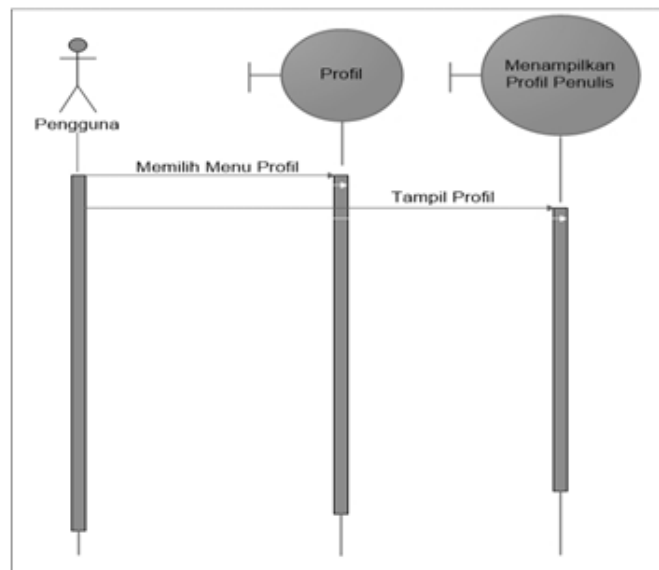 Profil
Menampilkan
Profil Penulis
Pengguna
Memilih Menu Profil
Tampil Profil